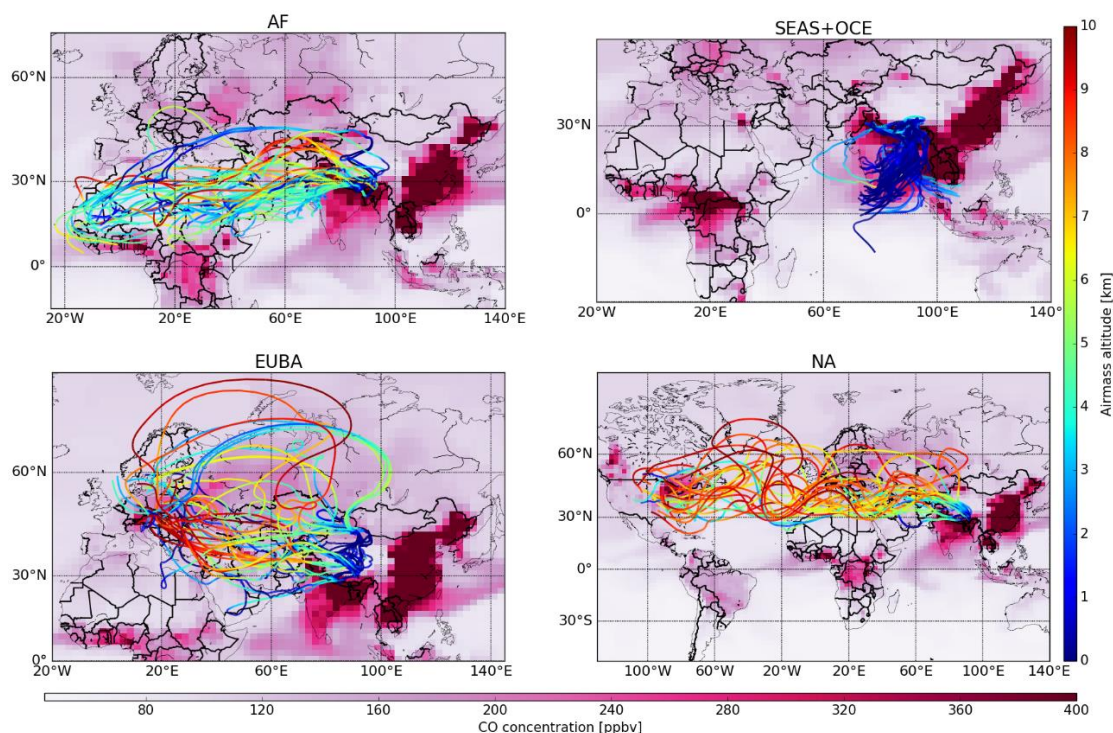 AF
60°N
30°N
0°
20°W
20°E
60°E
100°E
140°E
SEAS+OCE
30°N
0°
20°W
20°E
60°E
100°E
140°E
EUBA
60°N
30°N
0°
20°W
20°E
60°E
100°E
140°E
NA
60°N
30°N
0°
30°S
100°W
60°W
20°W
20°E
60°E
100°E
140°E
10
9
8
7
6
5
4
3
2
1
0
Airmass altitude [km]
80
120
160
200
240
280
320
360
400
CO concentration [ppbv]